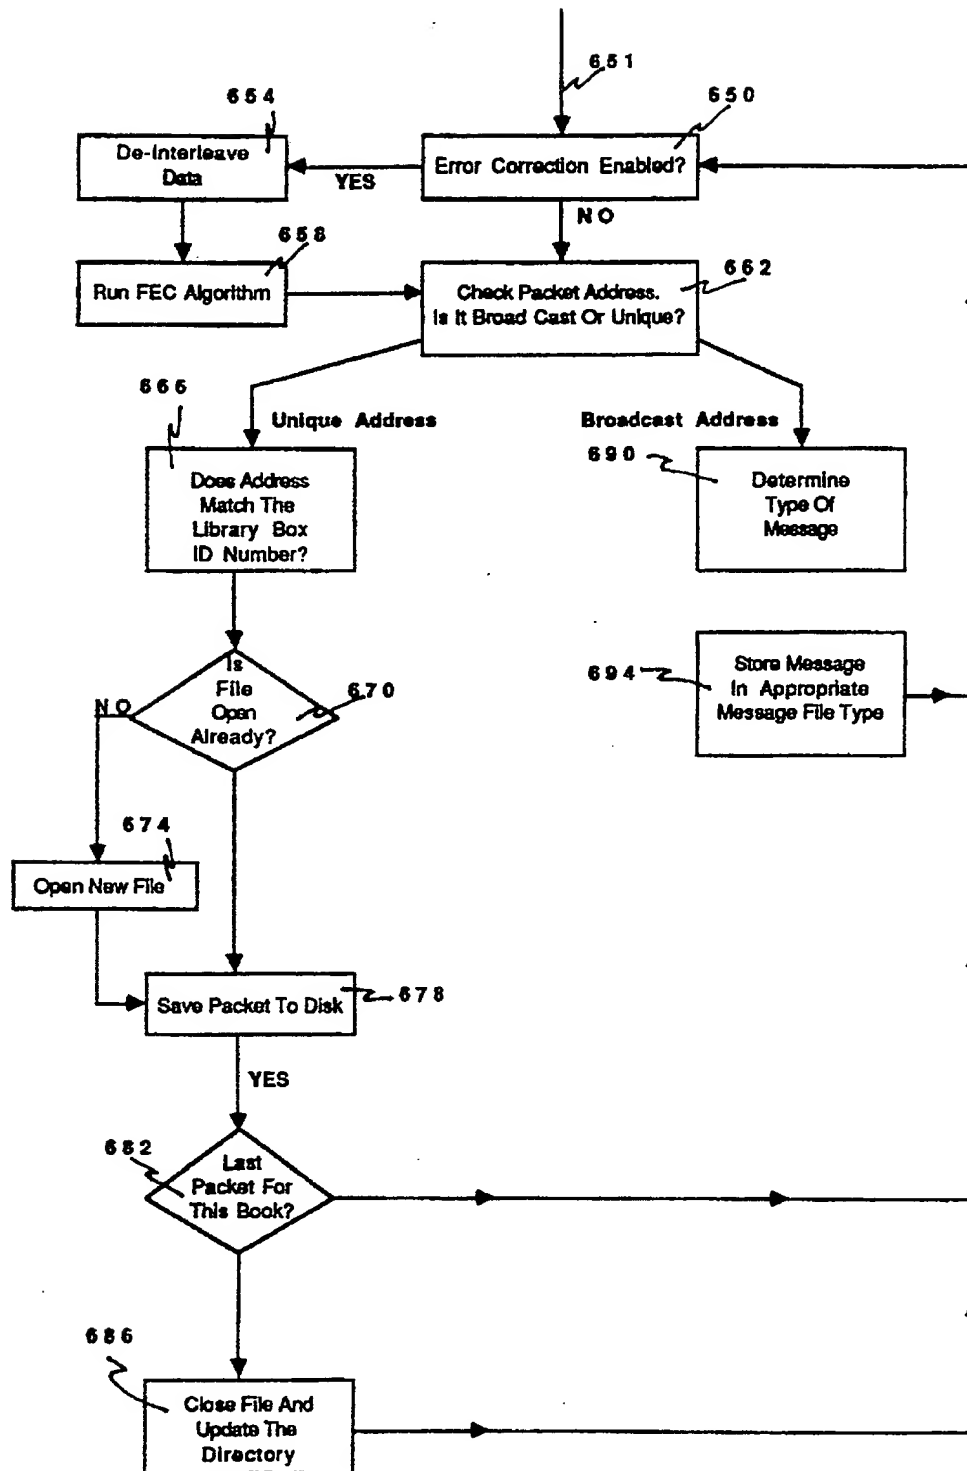 651
650
654
De-Interleave
Data
YES
Error Correction Enabled?
NO
658
Run FEC Algorithm
662
Check Packet Address.
Is It Broad Cast Or Unique?
666
Unique Address
Broadcast Address
Does Address
Match The
Library Box
ID Number?
690
Determine
Type Of
Message
Is
File
Open
Already?
670
NO
694
Store Message
In Appropriate
Message File Type
674
Open New File
Save Packet To Disk
678
YES
682
Last
Packet For
This Book?
686
Close File And
Update The
Directory